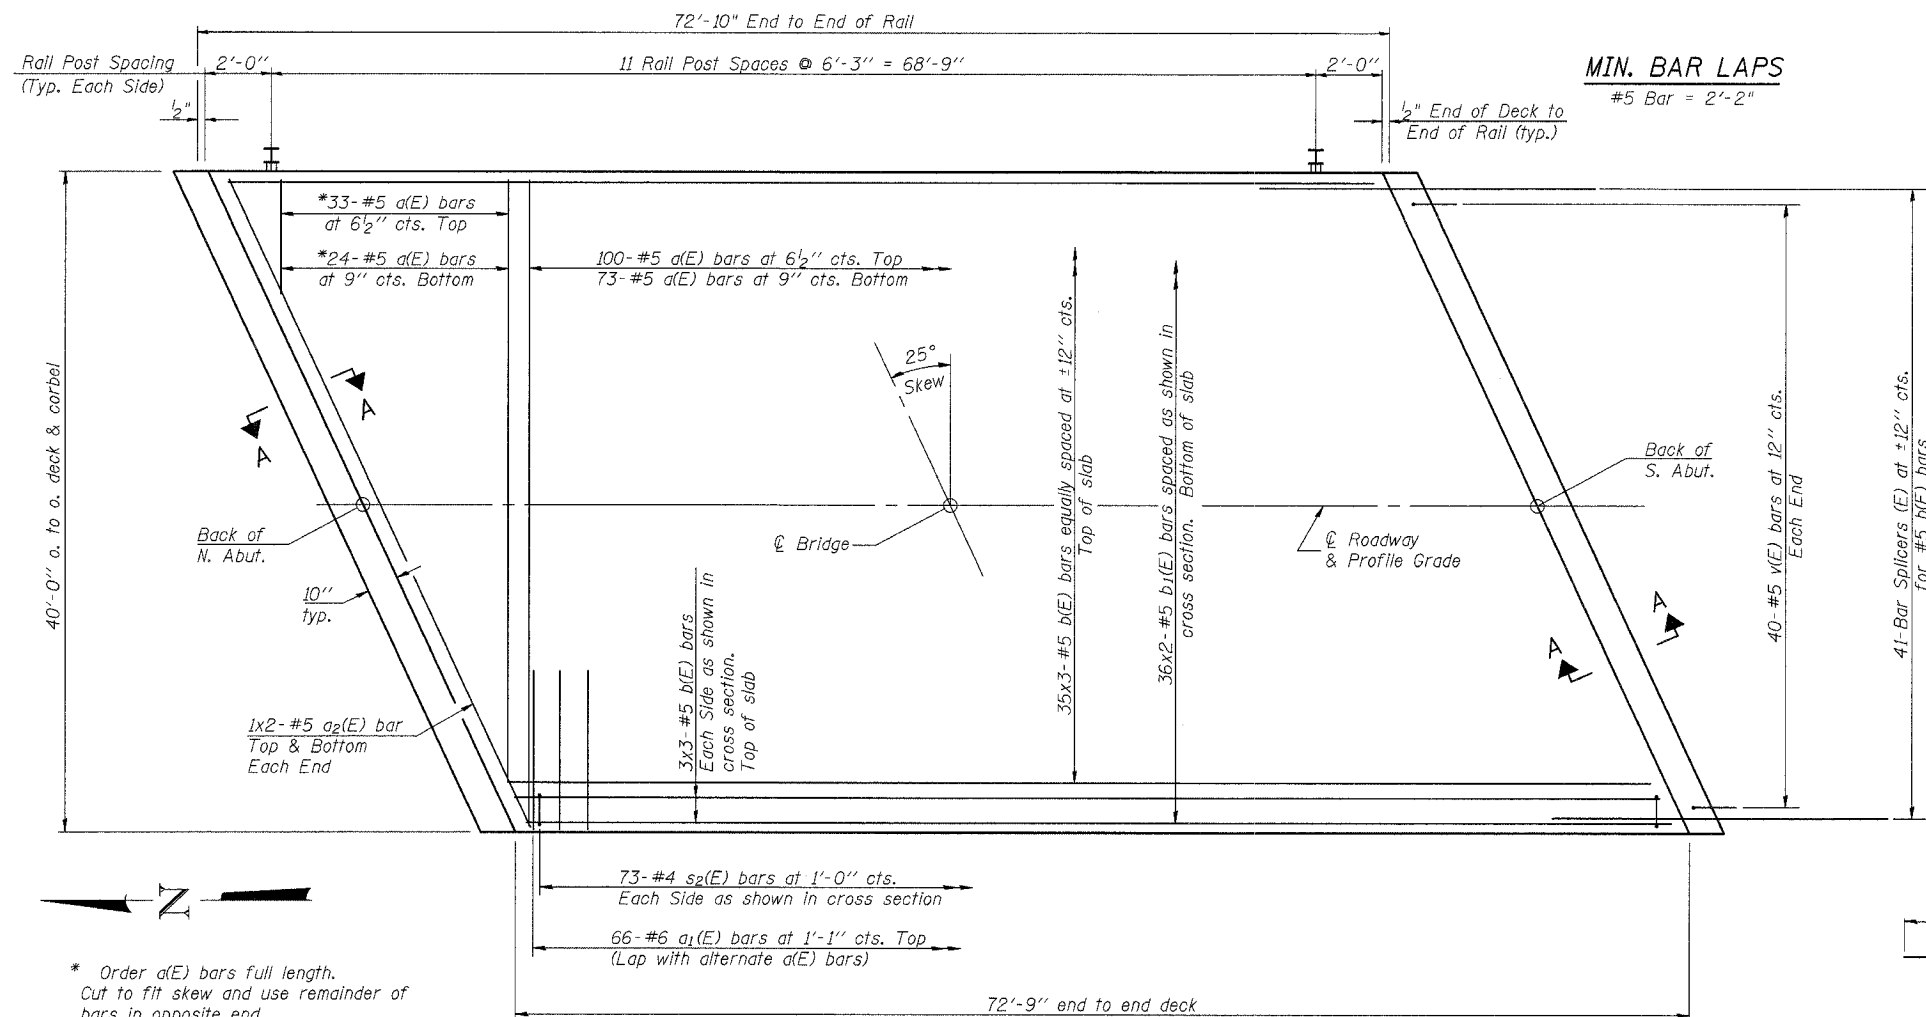 72'-10" End to End of Rail
Rail Post Spacing
(Typ. Each Side)
2'-0"
11 Rail Post Spaces @ 6'-3" = 68'-9"
2'-0"
MIN. BAR LAPS
#5 Bar = 2'-2"
½"
½" End of Deck to
End of Rail (typ.)
*33-#5 a(E) bars
at 6½" cts. Top
*24-#5 a(E) bars
at 9" cts. Bottom
100-#5 a(E) bars at 6½" cts. Top
73-#5 a(E) bars at 9" cts. Bottom
40'-0" o. to o. deck & corbel
A
A
25°
Skew
35x3-#5 b(E) bars equally spaced at ±12" cts.
Top of slab
36x2-#5 b₁(E) bars spaced as shown in
cross section. Bottom of slab
40-#5 v(E) bars at 12" cts.
Each End
41-Bar Splicers (E) at ±12" cts.
for #5 b(E) bars
Back of
S. Abut.
Back of
N. Abut.
℄ Bridge
℄ Roadway
& Profile Grade
10"
typ.
3x3-#5 b(E) bars
Each Side as shown in
cross section.
Top of slab
A
A
1x2-#5 a₂(E) bar
Top & Bottom
Each End
73-#4 s₂(E) bars at 1'-0" cts.
Each Side as shown in cross section
N
66-#6 a₁(E) bars at 1'-1" cts. Top
(Lap with alternate a(E) bars)
* Order a(E) bars full length.
Cut to fit skew and use remainder of
bars in opposite end.
72'-9" end to end deck